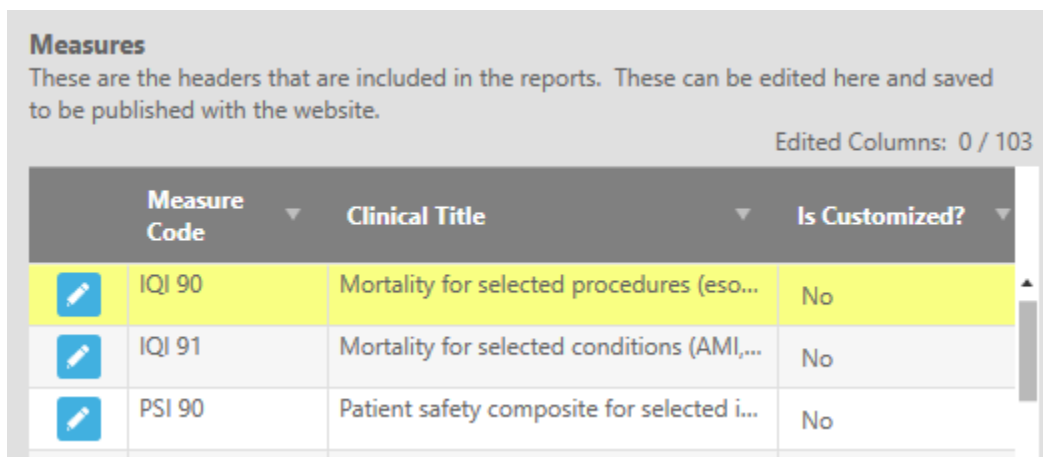 Measures
These are the headers that are included in the reports.  These can be edited here and saved
to be published with the website.
Edited Columns:  0 / 103
Measure Code
Clinical Title
Is Customized?
IQI 90
Mortality for selected procedures (eso...
No
IQI 91
Mortality for selected conditions (AMI,...
No
PSI 90
Patient safety composite for selected i...
No